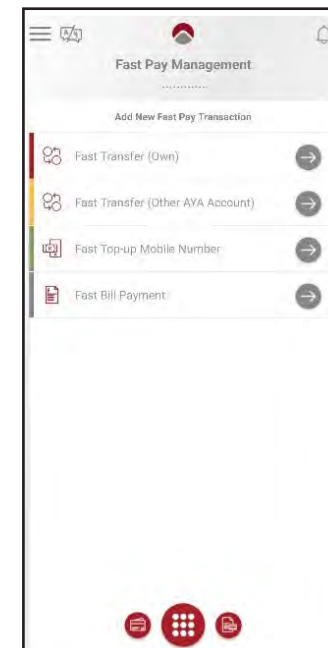 Fast Pay Management
Add New Fast Pay Transaction
Fast Transfer (Own)
Fast Transfer (Other AYA Account)
Fast Top-up Mobile Number
Fast Bill Payment